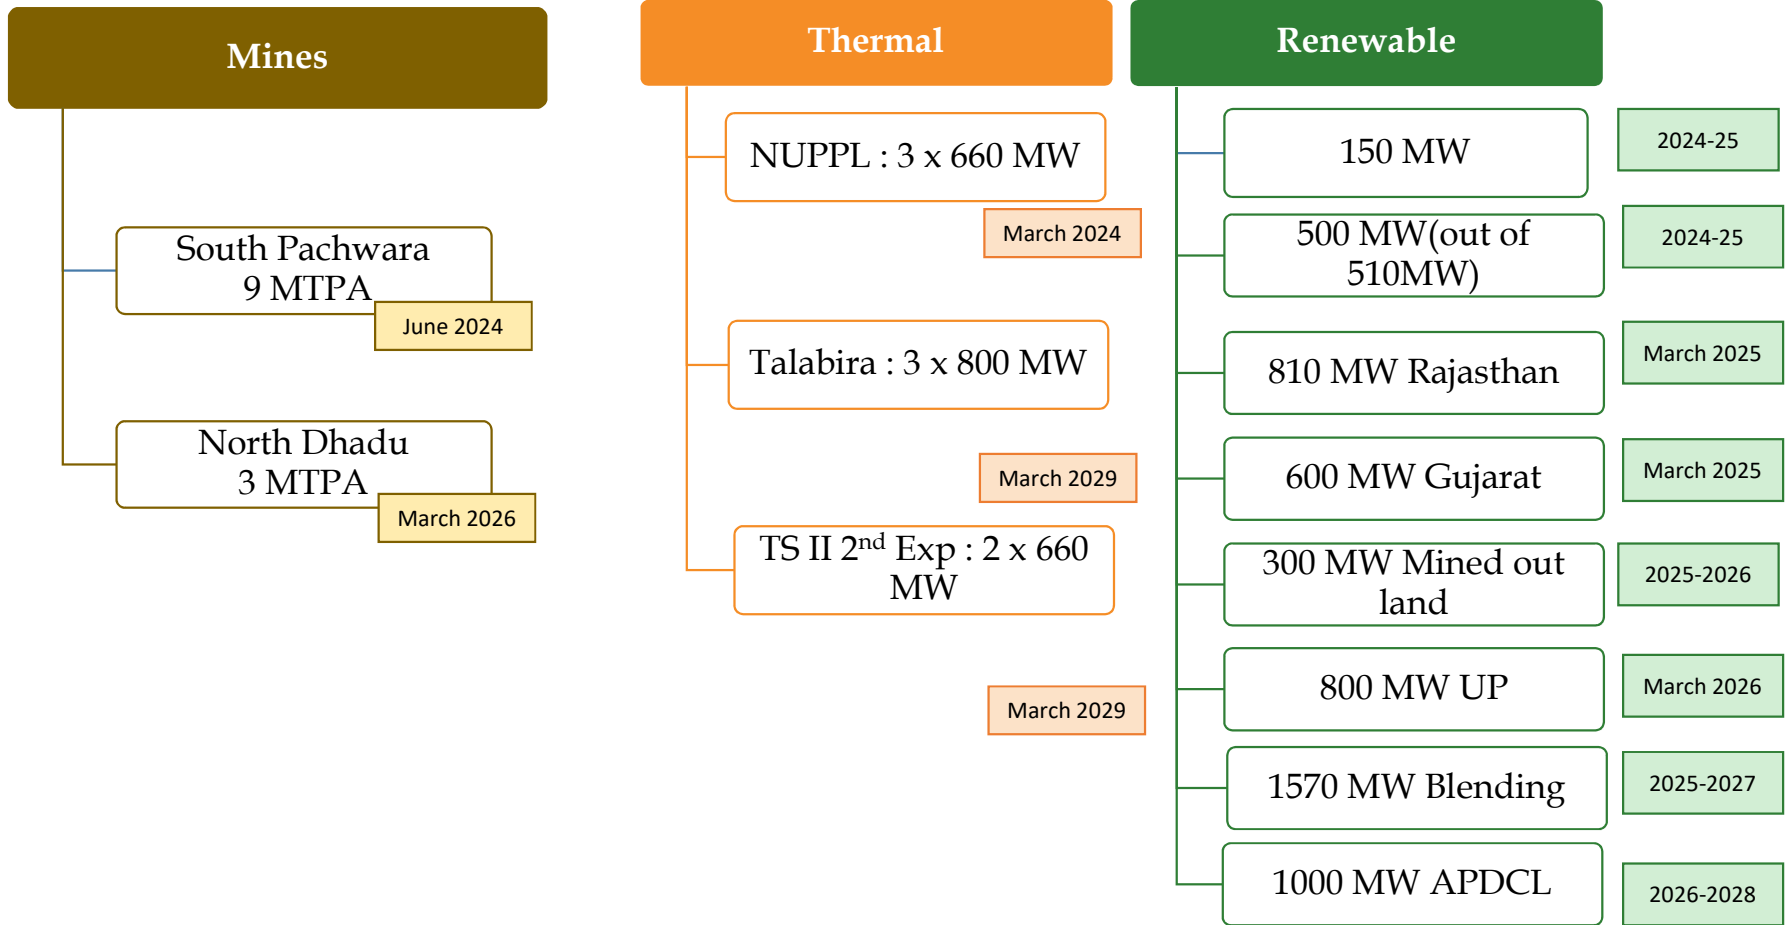 Mines
South Pachwara
9 MTPA
June 2024
North Dhadu
3 MTPA
March 2026
Thermal
NUPPL : 3 x 660 MW
March 2024
Talabira : 3 x 800 MW
March 2029
TS II 2nd Exp : 2 x 660
MW
March 2029
Renewable
150 MW
2024-25
500 MW(out of
510MW)
2024-25
810 MW Rajasthan
March 2025
600 MW Gujarat
March 2025
300 MW Mined out
land
2025-2026
800 MW UP
March 2026
1570 MW Blending
2025-2027
1000 MW APDCL
2026-2028